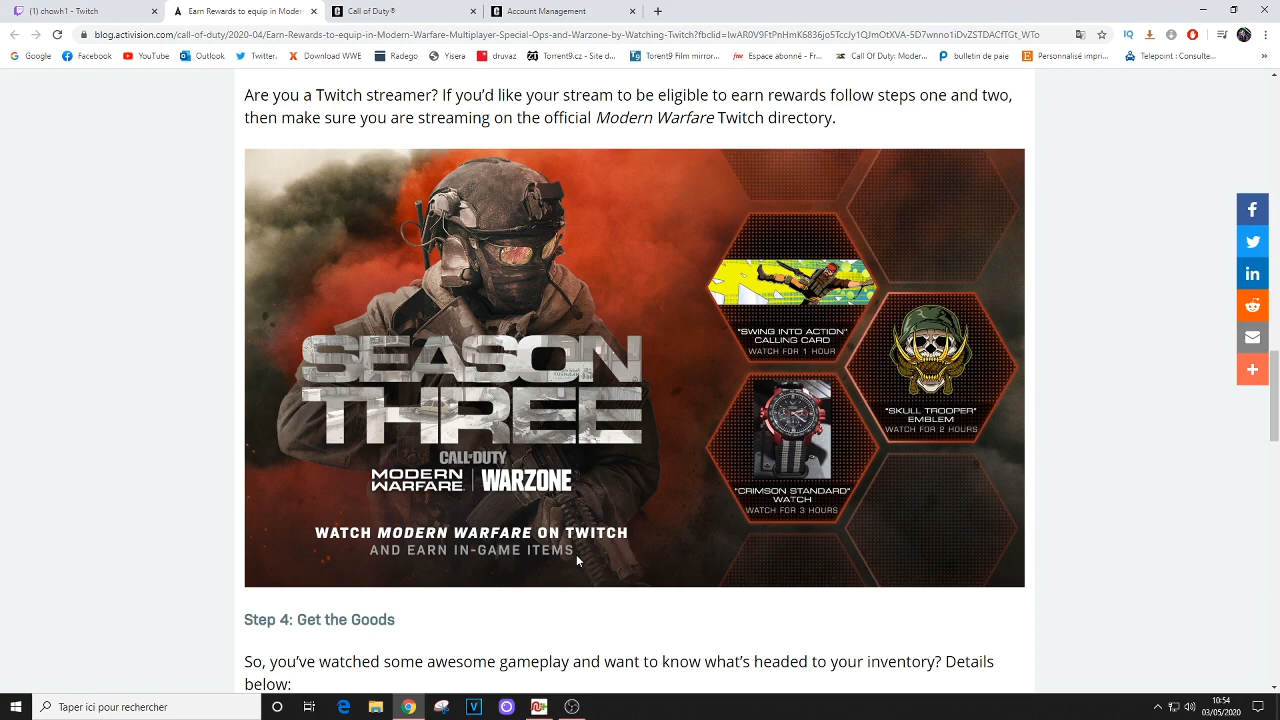 (1) chowh1 - Twitch
Earn Rewards to equip in Moder
Call of Duty®
Account Management
blog.activision.com/call-of-duty/2020-04/Earn-Rewards-to-equip-in-Modern-Warfare-Multiplayer-Special-Ops-and-Warzone-by-Watching-Twitch?fbclid=IwAR0V9FtPnHmK6836joSTccJy1QJmOtXVA-5D7wnno1iDvZSTDACfTGt_WTo
Google Facebook YouTube Outlook Twitter. Download WWE Radego Yisera druvaz Torent9.cz - Site d... Torent9 Film mirror... Espace abonné - Fr... Call Of Duty: Moder... bulletin de paie Personnalisé impri... Telepoint : Consulte... »
Are you a Twitch streamer? If you’d like your stream to be eligible to earn rewards follow steps one and two,
then make sure you are streaming on the official Modern Warfare Twitch directory.
SEASON
THREE
CALL OF DUTY
MODERN
WARFARE
WARZONE
WATCH MODERN WARFARE ON TWITCH
AND EARN IN-GAME ITEMS
"SWING INTO ACTION"
CALLING CARD
WATCH FOR 1 HOUR
"SKULL TROOPER"
EMBLEM
WATCH FOR 2 HOURS
"CRIMSON STANDARD"
WATCH
WATCH FOR 3 HOURS
Step 4: Get the Goods
So, you’ve watched some awesome gameplay and want to know what’s headed to your inventory? Details
below:
Taper ici pour rechercher
10:54
03/05/2020